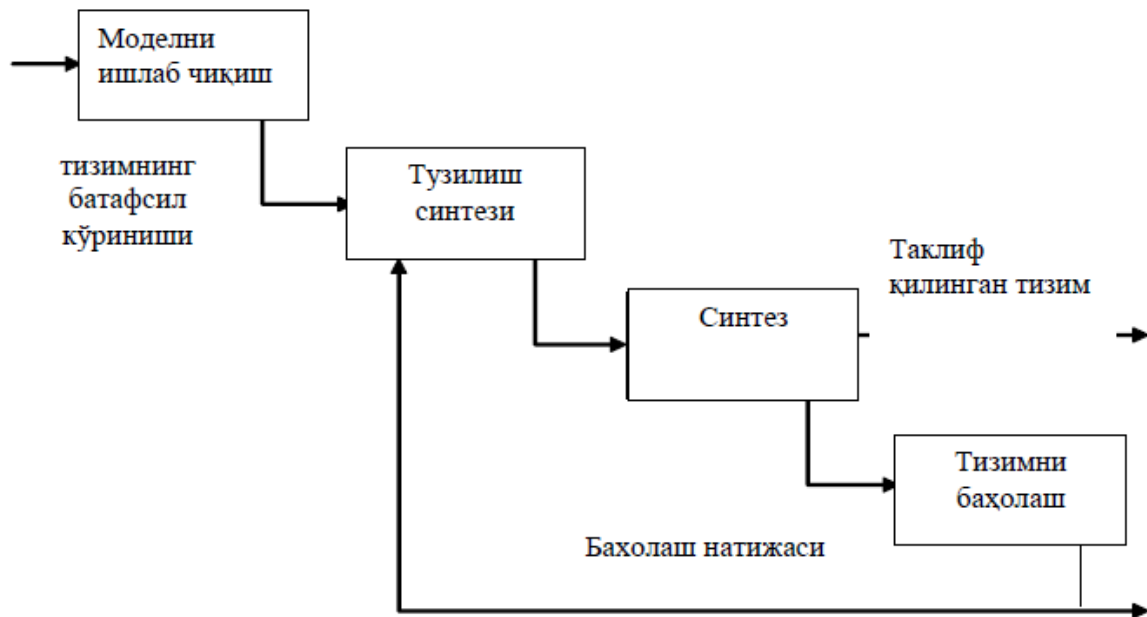 Моделни
ишлаб чиқиш
тизимнинг
батафсил
кўриниши
Тузилиш
синтези
Таклиф
қилинган тизим
Синтез
Тизимни
баҳолаш
Бахолаш натижаси